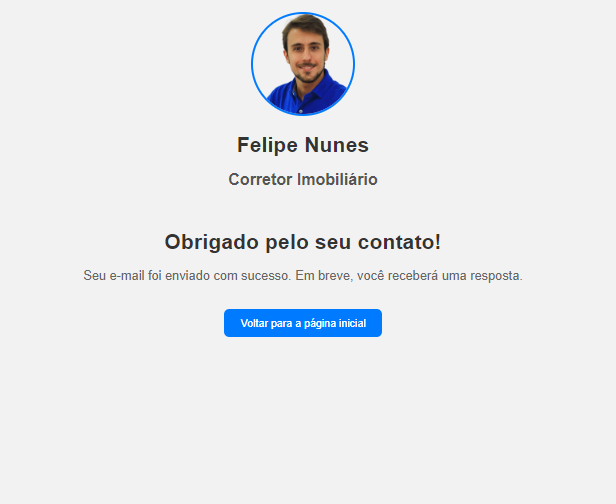 Felipe Nunes
Corretor Imobiliário
Obrigado pelo seu contato!
Seu e-mail foi enviado com sucesso. Em breve, você receberá uma resposta.
Voltar para a página inicial